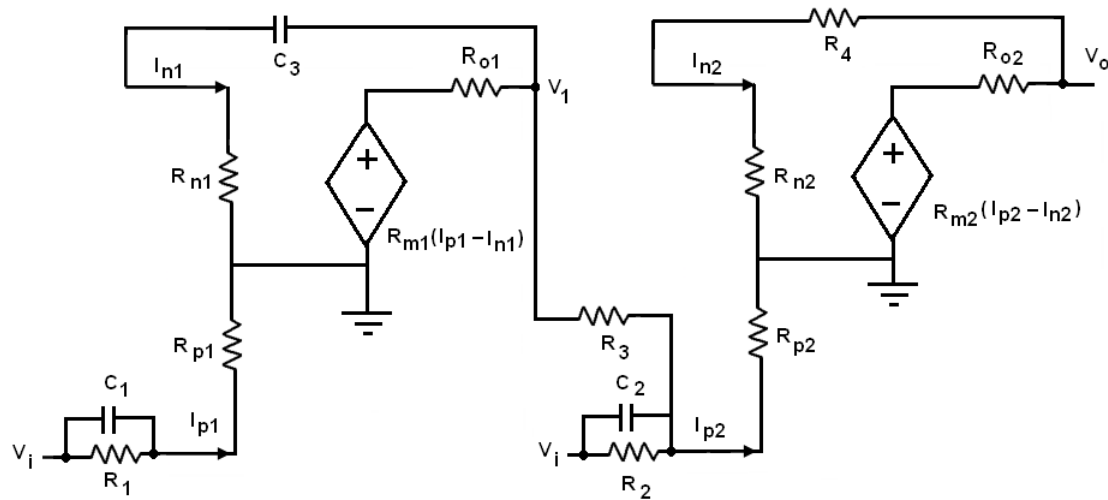 C3
R4
In1
Ro1
V1
In2
Ro2
Vo
Rn1
+
−
Rm1(Ip1−In1)
Rn2
+
−
Rm2(Ip2−In2)
Rp1
R3
Rp2
C1
Ip1
Vi
R1
C2
Ip2
Vi
R2